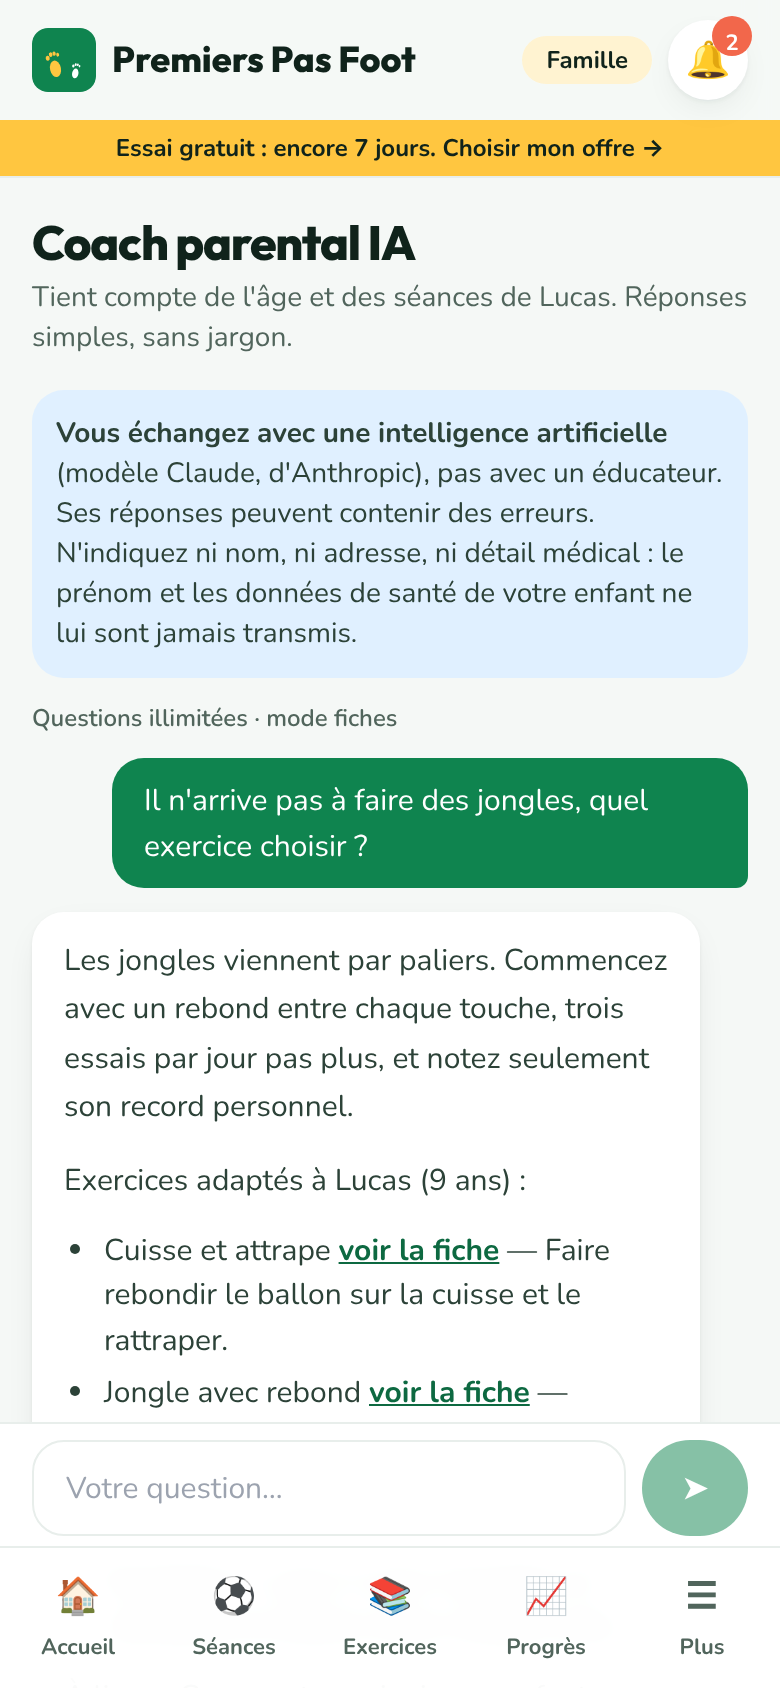 Premiers Pas Foot
Famille
2
Essai gratuit : encore 7 jours. Choisir mon offre →
Coach parental IA
Tient compte de l'âge et des séances de Lucas. Réponses
simples, sans jargon.
Vous échangez avec une intelligence artificielle
(modèle Claude, d'Anthropic), pas avec un éducateur.
Ses réponses peuvent contenir des erreurs.
N'indiquez ni nom, ni adresse, ni détail médical : le
prénom et les données de santé de votre enfant ne
lui sont jamais transmis.
Questions illimitées · mode fiches
Il n'arrive pas à faire des jongles, quel
exercice choisir ?
Les jongles viennent par paliers. Commencez
avec un rebond entre chaque touche, trois
essais par jour pas plus, et notez seulement
son record personnel.
Exercices adaptés à Lucas (9 ans) :
• Cuisse et attrape voir la fiche — Faire
rebondir le ballon sur la cuisse et le
rattraper.
• Jongle avec rebond voir la fiche —
Votre question...
Accueil
Séances
Exercices
Progrès
Plus